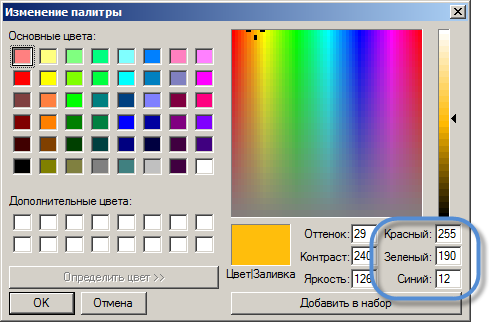 Изменение палитры
Основные цвета:
Дополнительные цвета:
Определить цвет >>
OK
Отмена
Цвет|Заливка
Оттенок: 29
Контраст: 240
Яркость: 126
Красный: 255
Зеленый: 190
Синий: 12
Добавить в набор